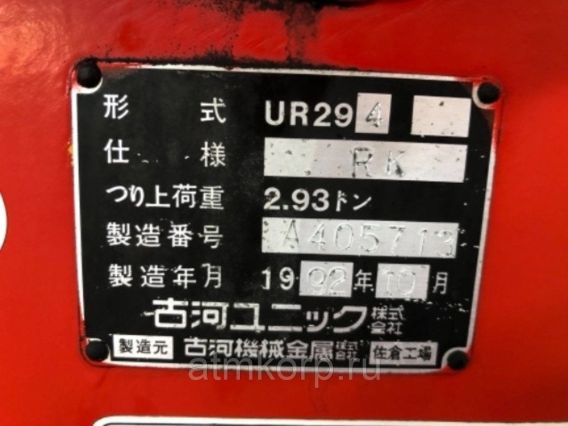 形 式 UR294
仕 様 RK
つり上荷重 2.93トン
製造番号 A405713
製造年月 1992年10月
古河ユニック株式会社
製造元 古河機械金属株式会社 佐倉工場
atmkorp.ru